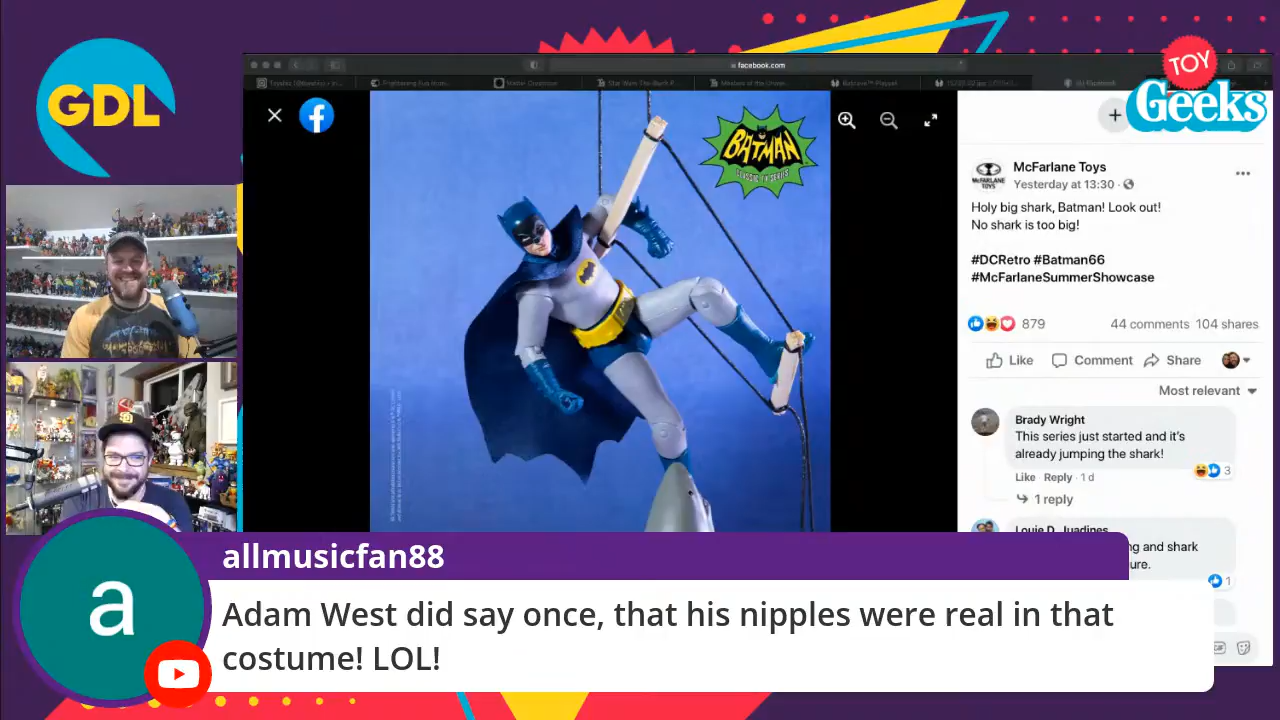 GDL
TOY
Geeks
facebook.com
BATMAN
CLASSIC TV SERIES
McFarlane Toys
Yesterday at 13:30
Holy big shark, Batman! Look out!
No shark is too big!
#DCRetro #Batman66
#McFarlaneSummerShowcase
879 44 comments 104 shares
Like Comment Share
Most relevant
Brady Wright
This series just started and it's
already jumping the shark!
Like Reply 1 d
3
1 reply
ng and shark
ure.
1
a
allmusicfan88
Adam West did say once, that his nipples were real in that
costume! LOL!